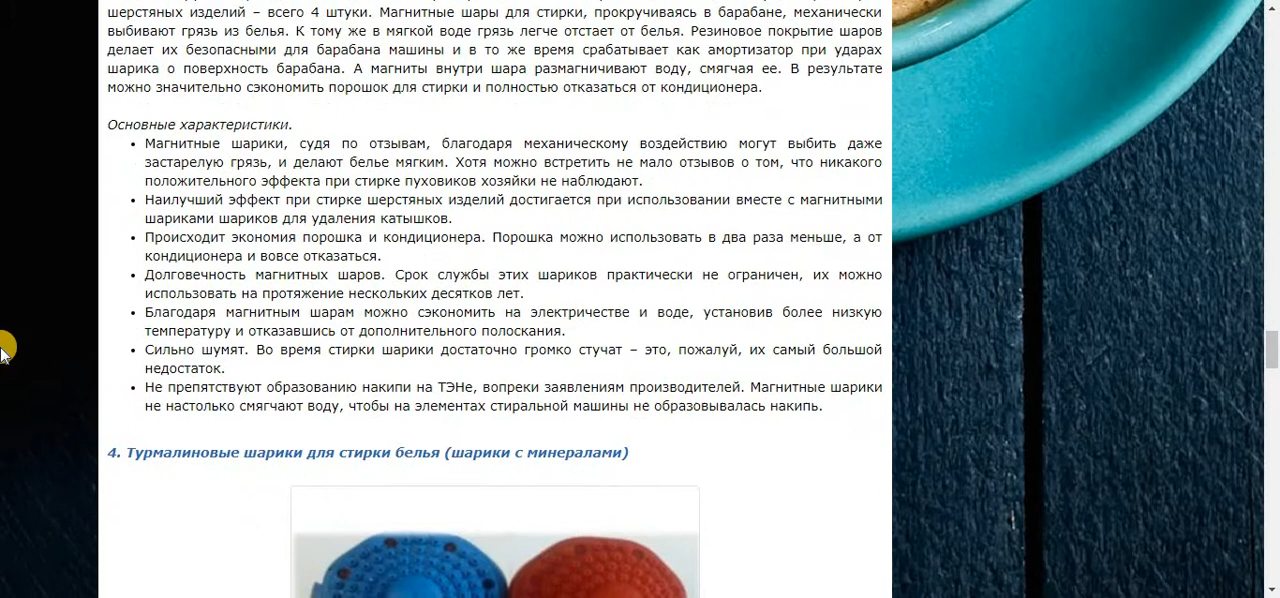 шерстяных изделий – всего 4 штуки. Магнитные шары для стирки, прокручиваясь в барабане, механически
выбивают грязь из белья. К тому же в мягкой воде грязь легче отстает от белья. Резиновое покрытие шаров
делает их безопасными для барабана машины и в то же время срабатывает как амортизатор при ударах
шарика о поверхность барабана. А магниты внутри шара размагничивают воду, смягчая ее. В результате
можно значительно сэкономить порошок для стирки и полностью отказаться от кондиционера.
Основные характеристики.
• Магнитные шарики, судя по отзывам, благодаря механическому воздействию могут выбить даже
застарелую грязь, и делают белье мягким. Хотя можно встретить не мало отзывов о том, что никакого
положительного эффекта при стирке пуховиков хозяйки не наблюдают.
• Наилучший эффект при стирке шерстяных изделий достигается при использовании вместе с магнитными
шариками шариков для удаления катышков.
• Происходит экономия порошка и кондиционера. Порошка можно использовать в два раза меньше, а от
кондиционера и вовсе отказаться.
• Долговечность магнитных шаров. Срок службы этих шариков практически не ограничен, их можно
использовать на протяжение нескольких десятков лет.
• Благодаря магнитным шарам можно сэкономить на электричестве и воде, установив более низкую
температуру и отказавшись от дополнительного полоскания.
• Сильно шумят. Во время стирки шарики достаточно громко стучат – это, пожалуй, их самый большой
недостаток.
• Не препятствуют образованию накипи на ТЭНе, вопреки заявлениям производителей. Магнитные шарики
не настолько смягчают воду, чтобы на элементах стиральной машины не образовывалась накипь.
4. Турмалиновые шарики для стирки белья (шарики с минералами)